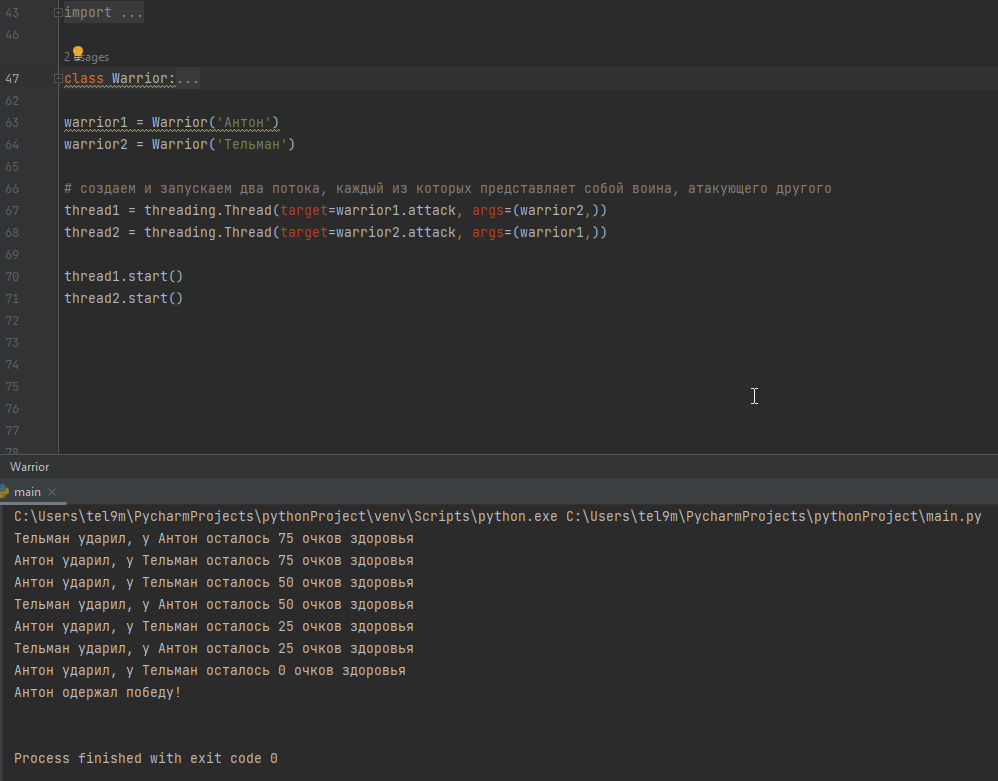 43 import ...
46
2 usages
47 class Warrior:...
62
63 warrior1 = Warrior('Антон')
64 warrior2 = Warrior('Тельман')
65
66 # создаем и запускаем два потока, каждый из которых представляет собой воина, атакующего другого
67 thread1 = threading.Thread(target=warrior1.attack, args=(warrior2,))
68 thread2 = threading.Thread(target=warrior2.attack, args=(warrior1,))
69
70 thread1.start()
71 thread2.start()
72
73
74
75
76
77
78
Warrior
main
C:\Users\tel9m\PycharmProjects\pythonProject\venv\Scripts\python.exe C:\Users\tel9m\PycharmProjects\pythonProject\main.py
Тельман ударил, у Антон осталось 75 очков здоровья
Антон ударил, у Тельман осталось 75 очков здоровья
Антон ударил, у Тельман осталось 50 очков здоровья
Тельман ударил, у Антон осталось 50 очков здоровья
Антон ударил, у Тельман осталось 25 очков здоровья
Тельман ударил, у Антон осталось 25 очков здоровья
Антон ударил, у Тельман осталось 0 очков здоровья
Антон одержал победу!
Process finished with exit code 0